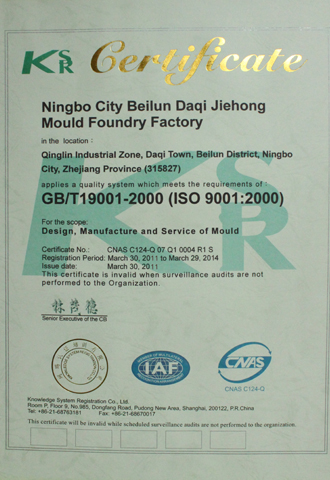 KSR Certificate
Ningbo City Beilun Daqi Jiehong
Mould Foundry Factory
in the location :
Qinglin Industrial Zone, Daqi Town, Beilun District, Ningbo
City, Zhejiang Province (315827)
applies a quality system which meets the requirements of :
GB/T19001-2000 (ISO 9001:2000)
For the scope:
Design, Manufacture and Service of Mould
Certificate No.: CNAS C124-Q 07 Q1 0004 R1 S
Registration Period: March 30, 2011 to March 29, 2014
Issue date: March 30, 2011
This certificate is invalid when surveillance audits are not
performed to the Organization.
Senior Executive of the CB
IAF
CNAS
CNAS C124-Q
Knowledge System Registration Co., Ltd.
Room P, Floor 9, No.985, Dongfang Road, Pudong New Area, Shanghai, 200122, P.R.China
Tel: +86-21-68763181 Fax: +86-21-68670017
This certificate will be invalid while scheduled surveillance audits are not performed to the organization.